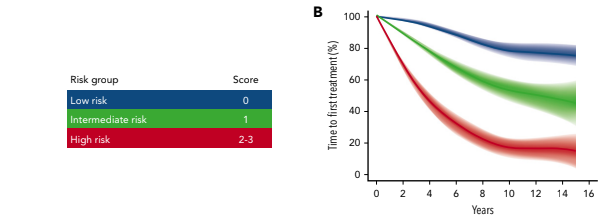 Risk group Score
Low risk 0
Intermediate risk 1
High risk 2-3
B
Time to first treatment (%)
100
80
60
40
20
0
0 2 4 6 8 10 12 14 16
Years